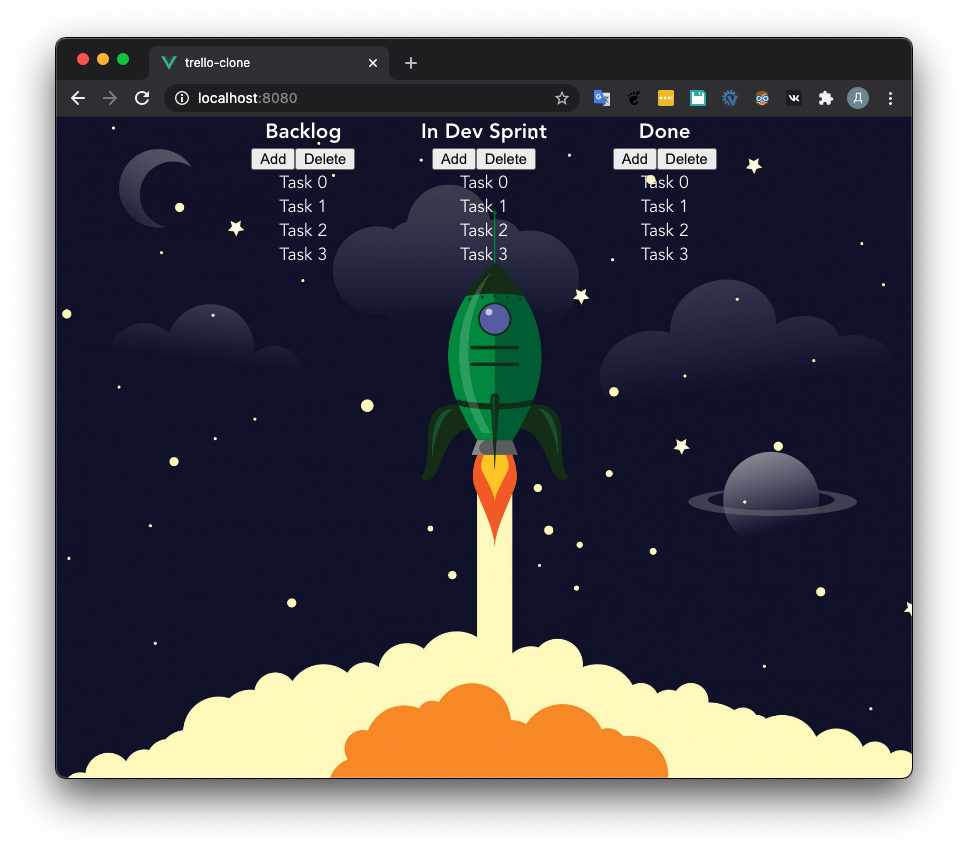 trello-clone
localhost:8080
Backlog In Dev Sprint Done
Add Delete Add Delete Add Delete
Task 0 Task 0 Task 0
Task 1 Task 1 Task 1
Task 2 Task 2 Task 2
Task 3 Task 3 Task 3
Д